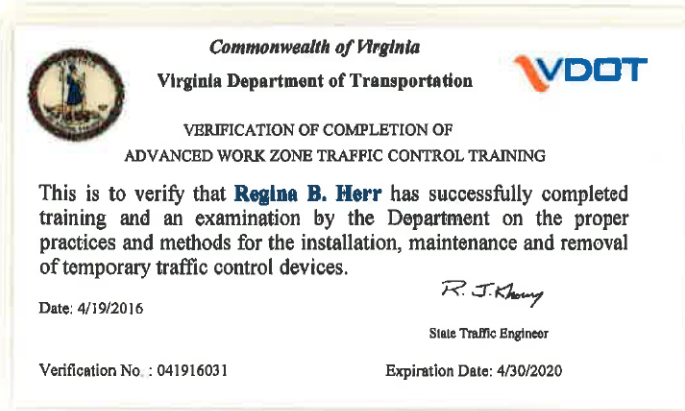 Commonwealth of Virginia
Virginia Department of Transportation
VDOT
VERIFICATION OF COMPLETION OF
ADVANCED WORK ZONE TRAFFIC CONTROL TRAINING
This is to verify that Regina B. Herr has successfully completed
training and an examination by the Department on the proper
practices and methods for the installation, maintenance and removal
of temporary traffic control devices.
R. J. Khoury
Date: 4/19/2016
State Traffic Engineer
Verification No. : 041916031
Expiration Date: 4/30/2020